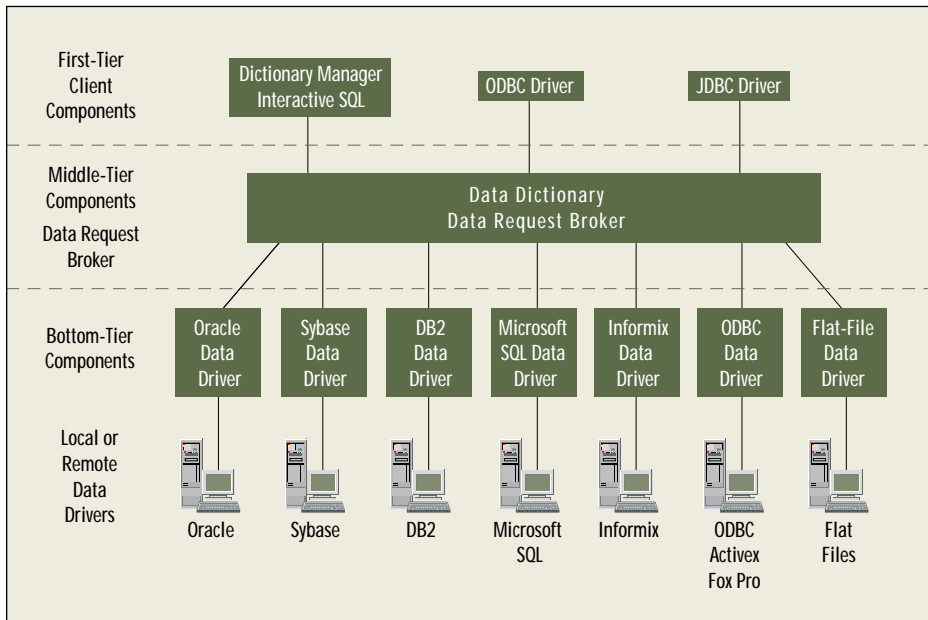 First-Tier
Client
Components
Dictionary Manager
Interactive SQL
ODBC Driver
JDBC Driver
Middle-Tier
Components
Data Request
Broker
Data Dictionary
Data Request Broker
Bottom-Tier
Components
Oracle
Data
Driver
Sybase
Data
Driver
DB2
Data
Driver
Microsoft
SQL Data
Driver
Informix
Data
Driver
ODBC
Data
Driver
Flat-File
Data
Driver
Local or
Remote
Data
Drivers
Oracle
Sybase
DB2
Microsoft
SQL
Informix
ODBC
Activex
Fox Pro
Flat
Files